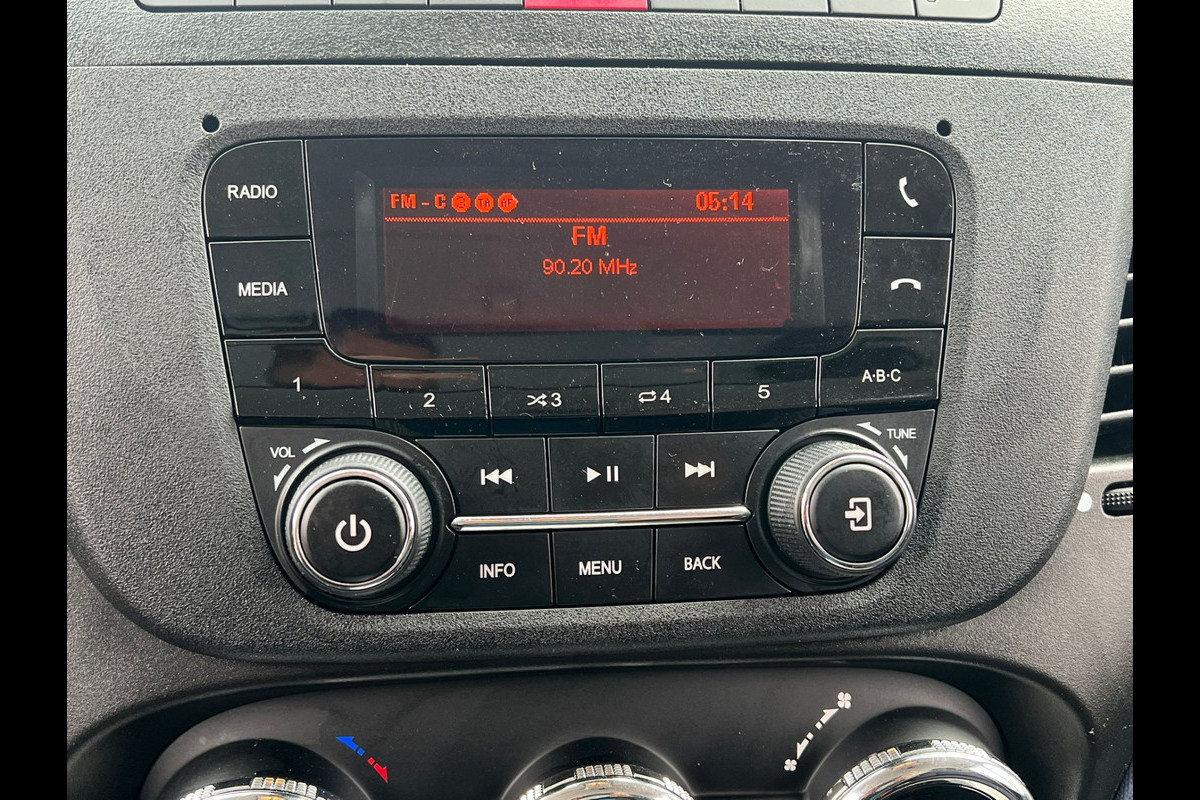 RADIO
FM - C
05:14
FM
90.20 MHz
MEDIA
1
2
3
4
5
A·B·C
VOL
TUNE
INFO
MENU
BACK